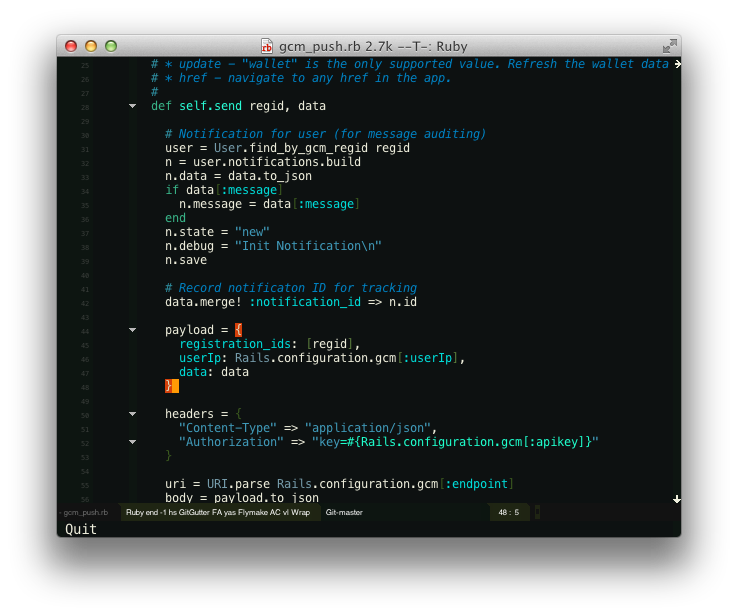 gcm_push.rb 2.7k --T-: Ruby
25 # * update - "wallet" is the only supported value. Refresh the wallet data
26 # * href - navigate to any href in the app.
27 #
28 def self.send regid, data
29
30 # Notification for user (for message auditing)
31 user = User.find_by_gcm_regid regid
32 n = user.notifications.build
33 n.data = data.to_json
34 if data[:message]
35 n.message = data[:message]
36 end
37 n.state = "new"
38 n.debug = "Init Notification\n"
39 n.save
40
41 # Record notificaton ID for tracking
42 data.merge! :notification_id => n.id
43
44 payload = {
45 registration_ids: [regid],
46 userIp: Rails.configuration.gcm[:userIp],
47 data: data
48 }
49
50 headers = {
51 "Content-Type" => "application/json",
52 "Authorization" => "key=#{Rails.configuration.gcm[:apikey]}"
53 }
54
55 uri = URI.parse Rails.configuration.gcm[:endpoint]
56 body = payload.to_json
- gcm_push.rb Ruby end -1 hs GitGutter FA yas Flymake AC vl Wrap Git-master 48 : 5
Quit